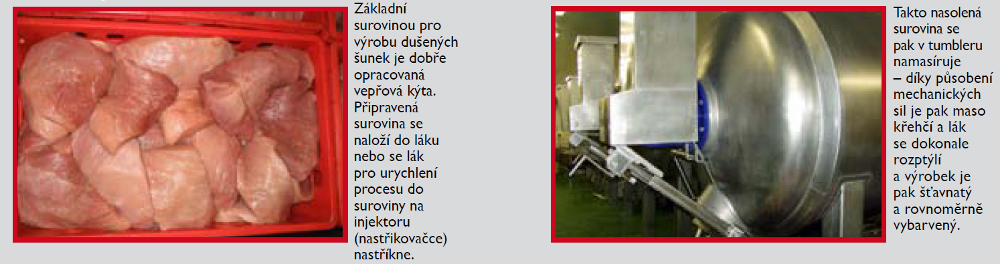 Základní
surovinou pro
výrobu dušených
šunek je dobře
opracovaná
vepřová kýta.
Připravená
surovina se
naloží do láku
nebo se lák
pro urychlení
procesu do
suroviny na
injektoru
(nastřikovačce)
nastříkne.
Takto nasolená
surovina se
pak v tumbleru
namasíruje
– díky působení
mechanických
sil je pak maso
křehčí a lák
se dokonale
rozptýlí
a výrobek je
pak šťavnatý
a rovnoměrně
vybarvený.